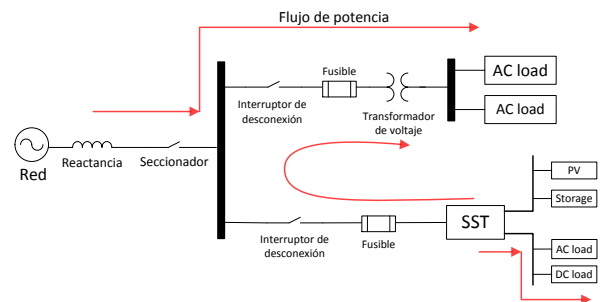 Flujo de potencia
Fusible
AC load
AC load
Interruptor de
desconexión
Transformador
de voltaje
Red
Reactancia
Seccionador
PV
Storage
SST
Interruptor de
desconexión
Fusible
AC load
DC load